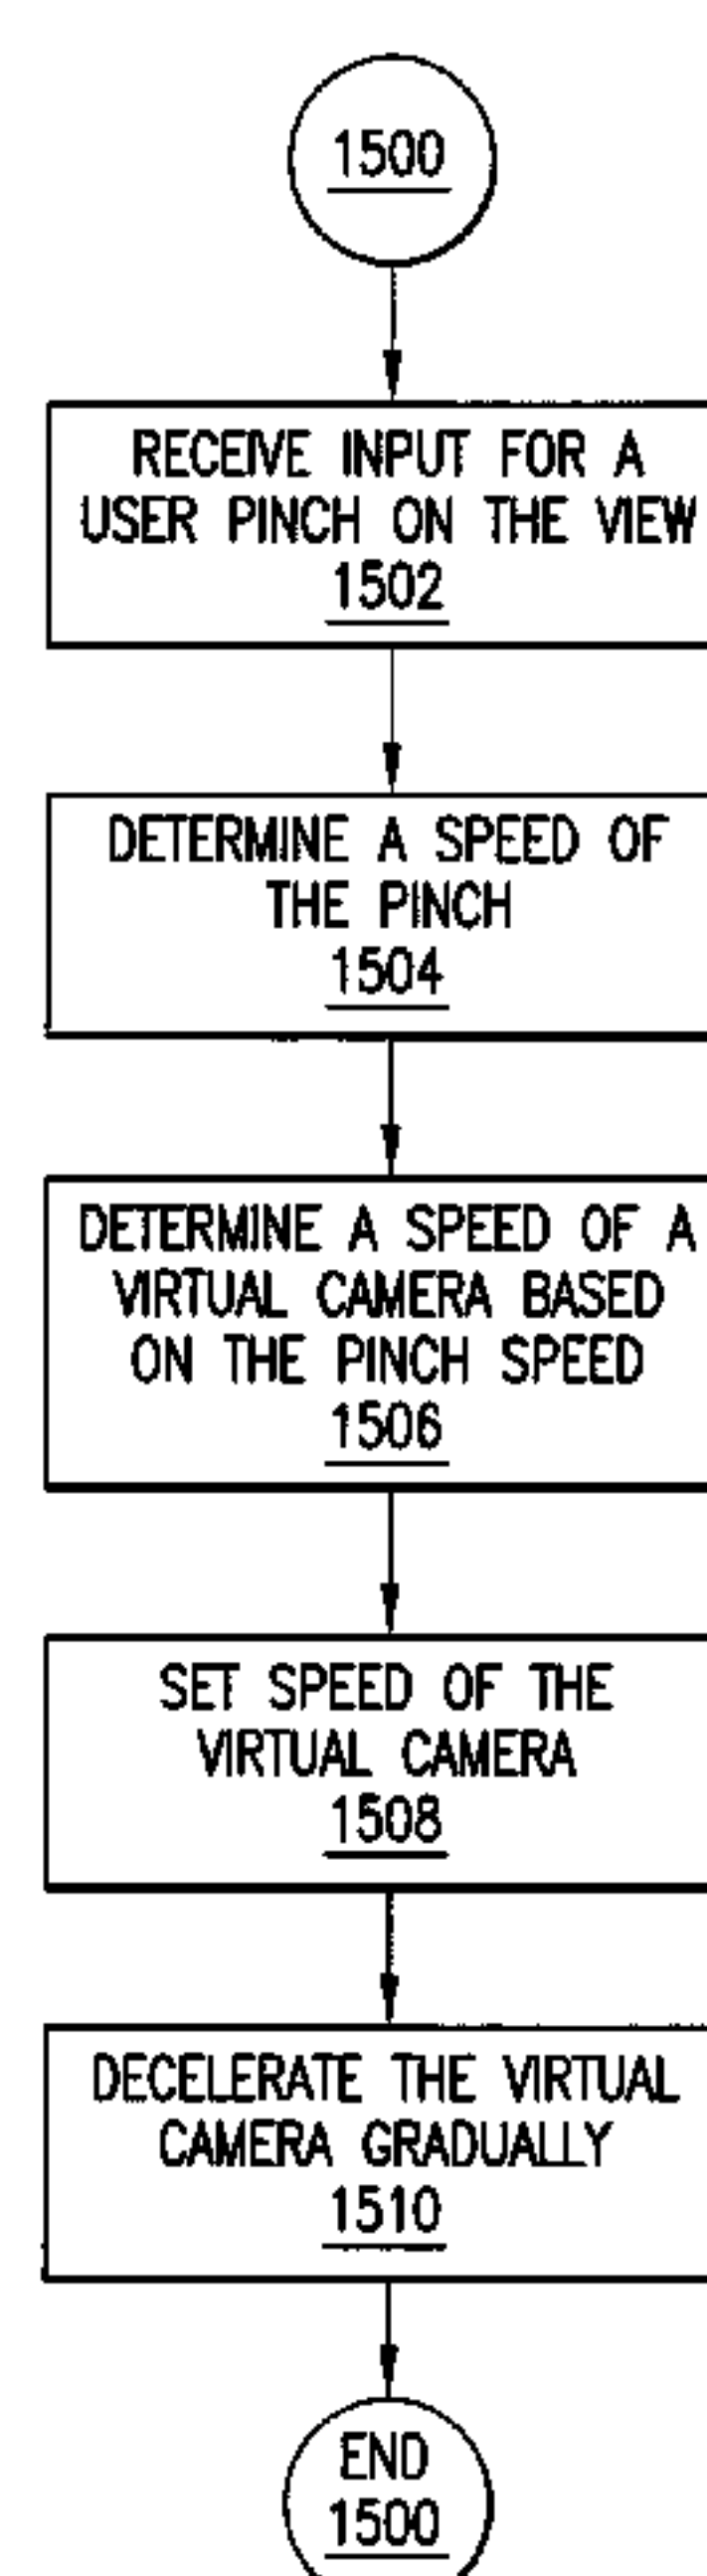 1500
RECEIVE INPUT FOR A
USER PINCH ON THE VIEW
1502
DETERMINE A SPEED OF
THE PINCH
1504
DETERMINE A SPEED OF A
VIRTUAL CAMERA BASED
ON THE PINCH SPEED
1506
SET SPEED OF THE
VIRTUAL CAMERA
1508
DECELERATE THE VIRTUAL
CAMERA GRADUALLY
1510
END
1500